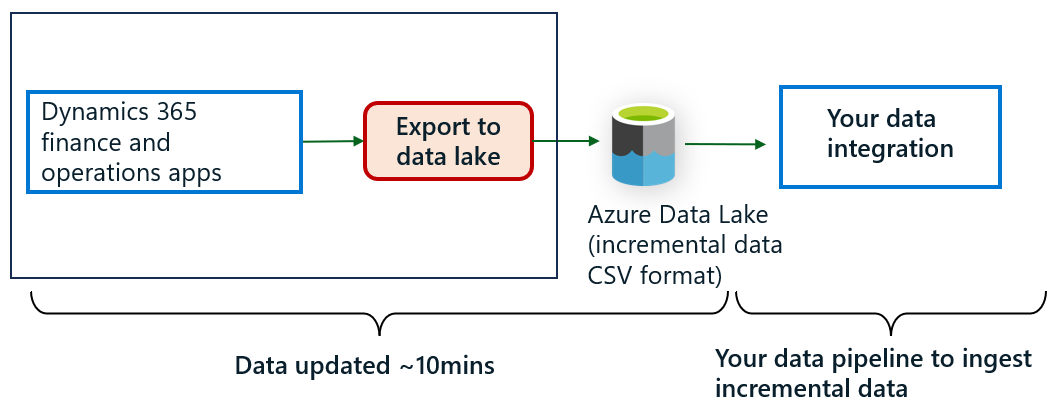 Dynamics 365
finance and
operations apps
Export to
data lake
Your data
integration
Azure Data Lake
(incremental data
CSV format)
Data updated ~10mins
Your data pipeline to ingest
incremental data